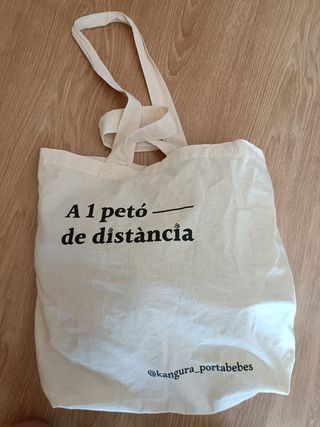 A 1 petó —
de distància
@kangura_portabebes